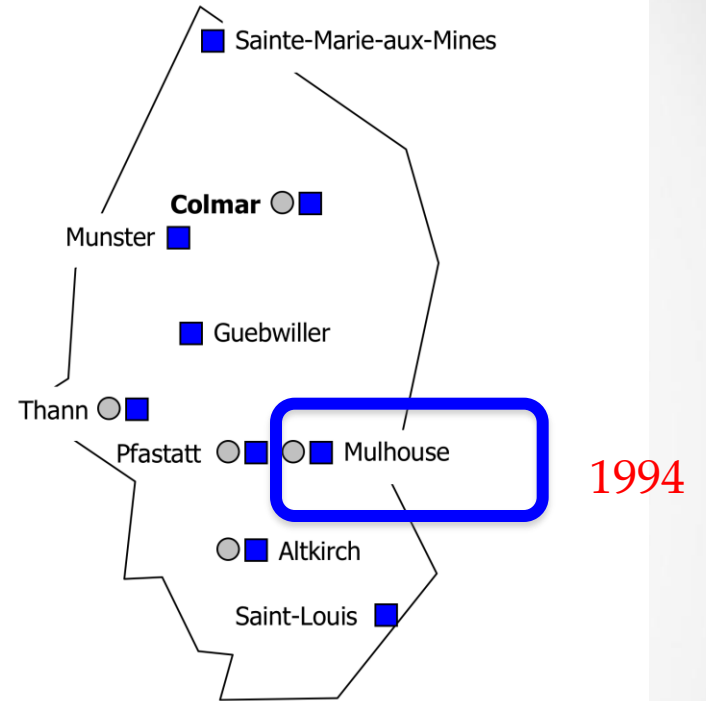 Sainte-Marie-aux-Mines
Colmar
Munster
Guebwiller
Thann
Pfastatt
Mulhouse
1994
Altkirch
Saint-Louis